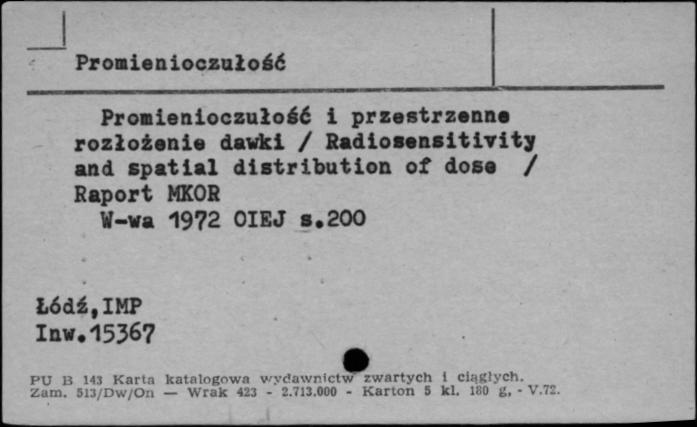 Promienioczułość
Promienioczułość i przestrzenne
rozłożenie dawki / Radiosensitivity
and spatial distribution of dose /
Raport MKOR
W-wa 1972 OIEJ s.200
Łódź,IMP
Inw.15367
PU B 143 Karta katalogowa wydawnictw zwartych i ciągłych.
Zam. 513/Dw/On — Wrak 423 - 2.713.000 - Karton 5 kl. 180 g, - V.72.